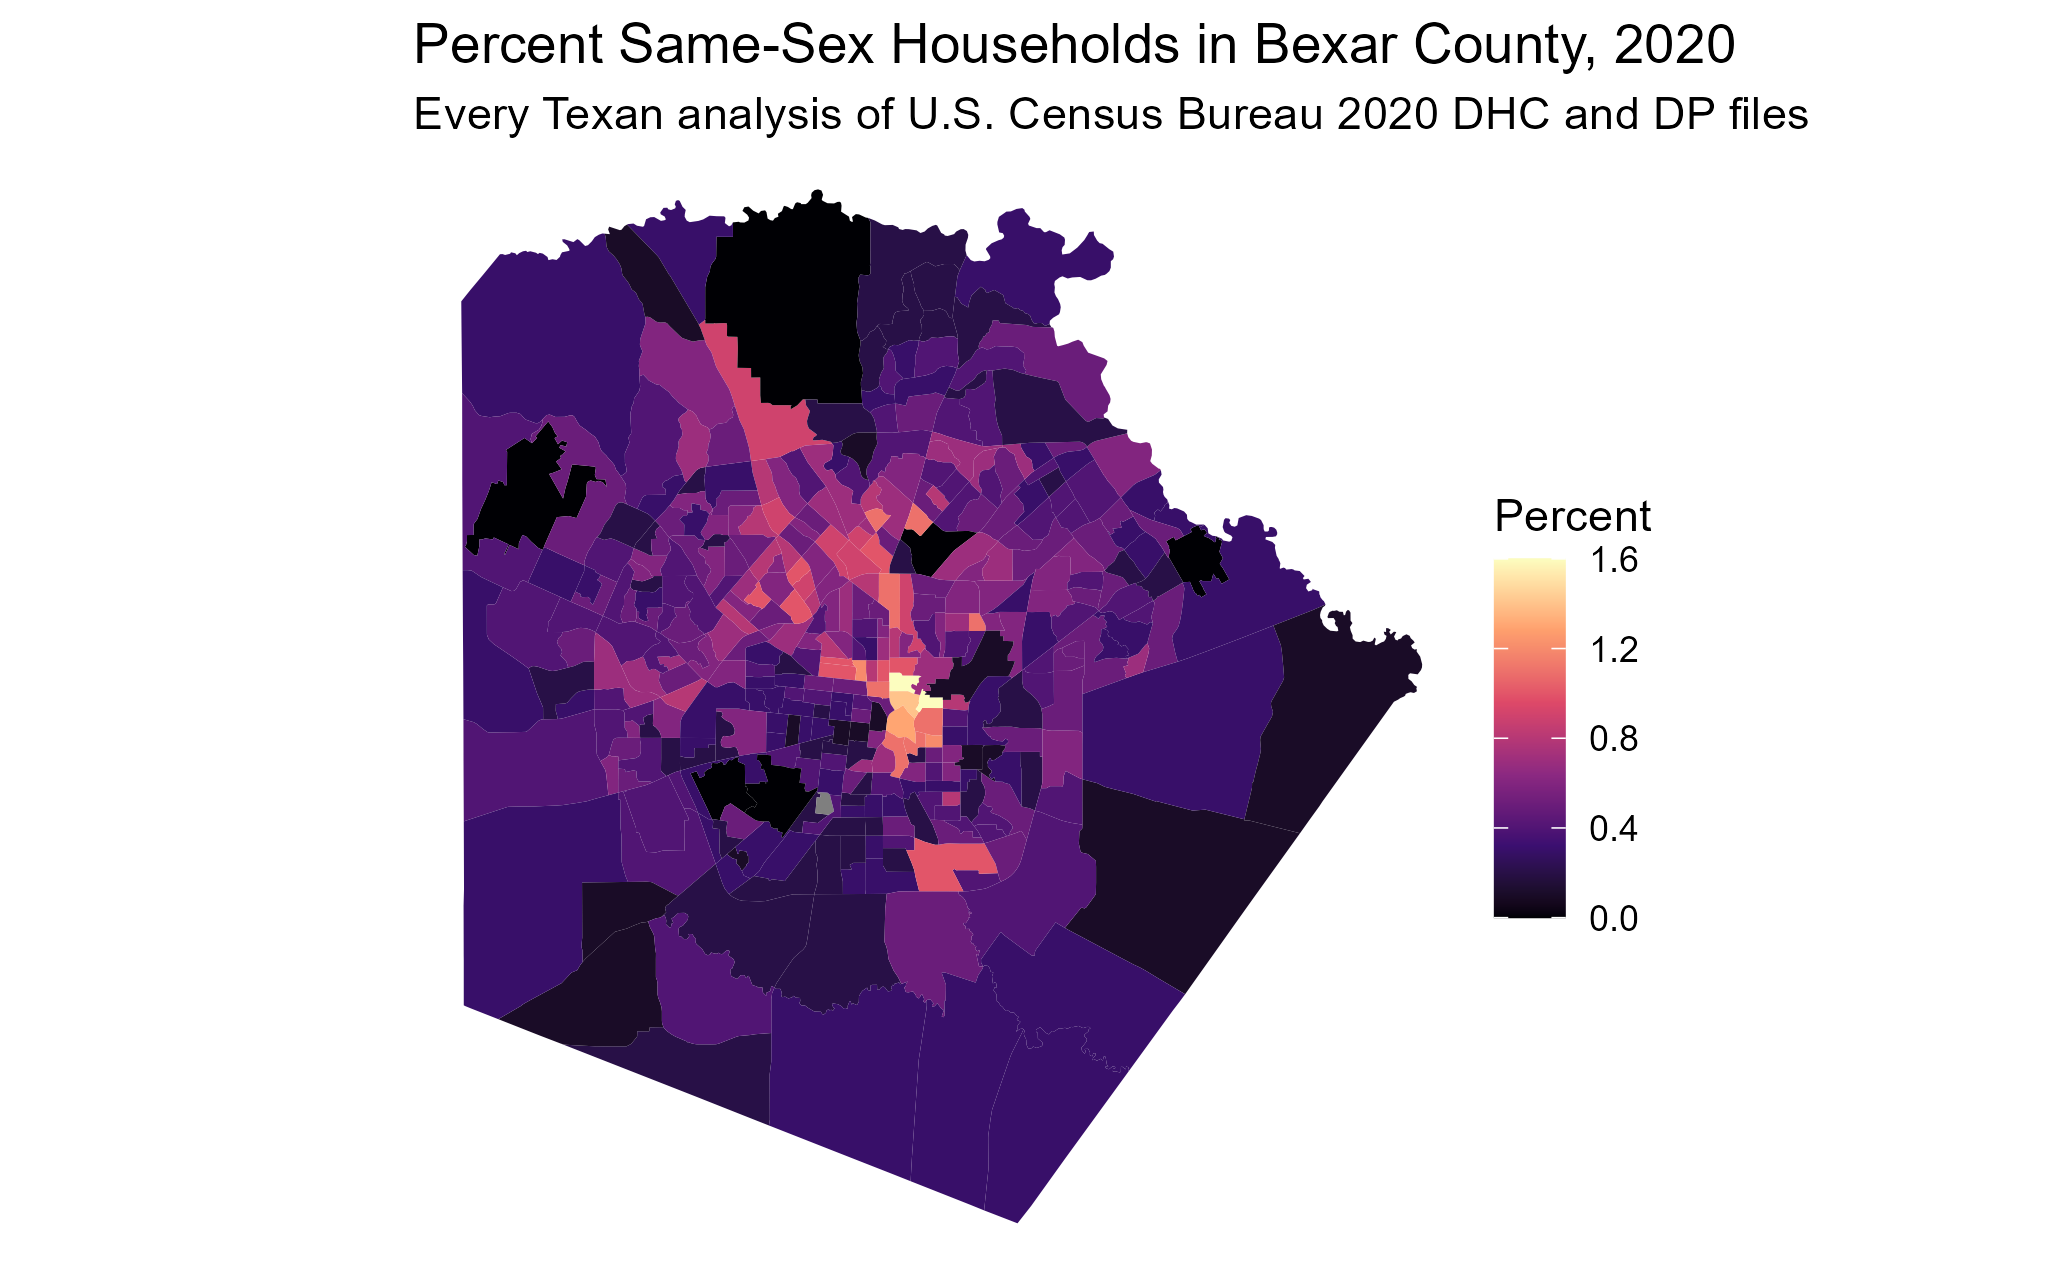 Percent Same-Sex Households in Bexar County, 2020
Every Texan analysis of U.S. Census Bureau 2020 DHC and DP files
Percent
1.6
1.2
0.8
0.4
0.0